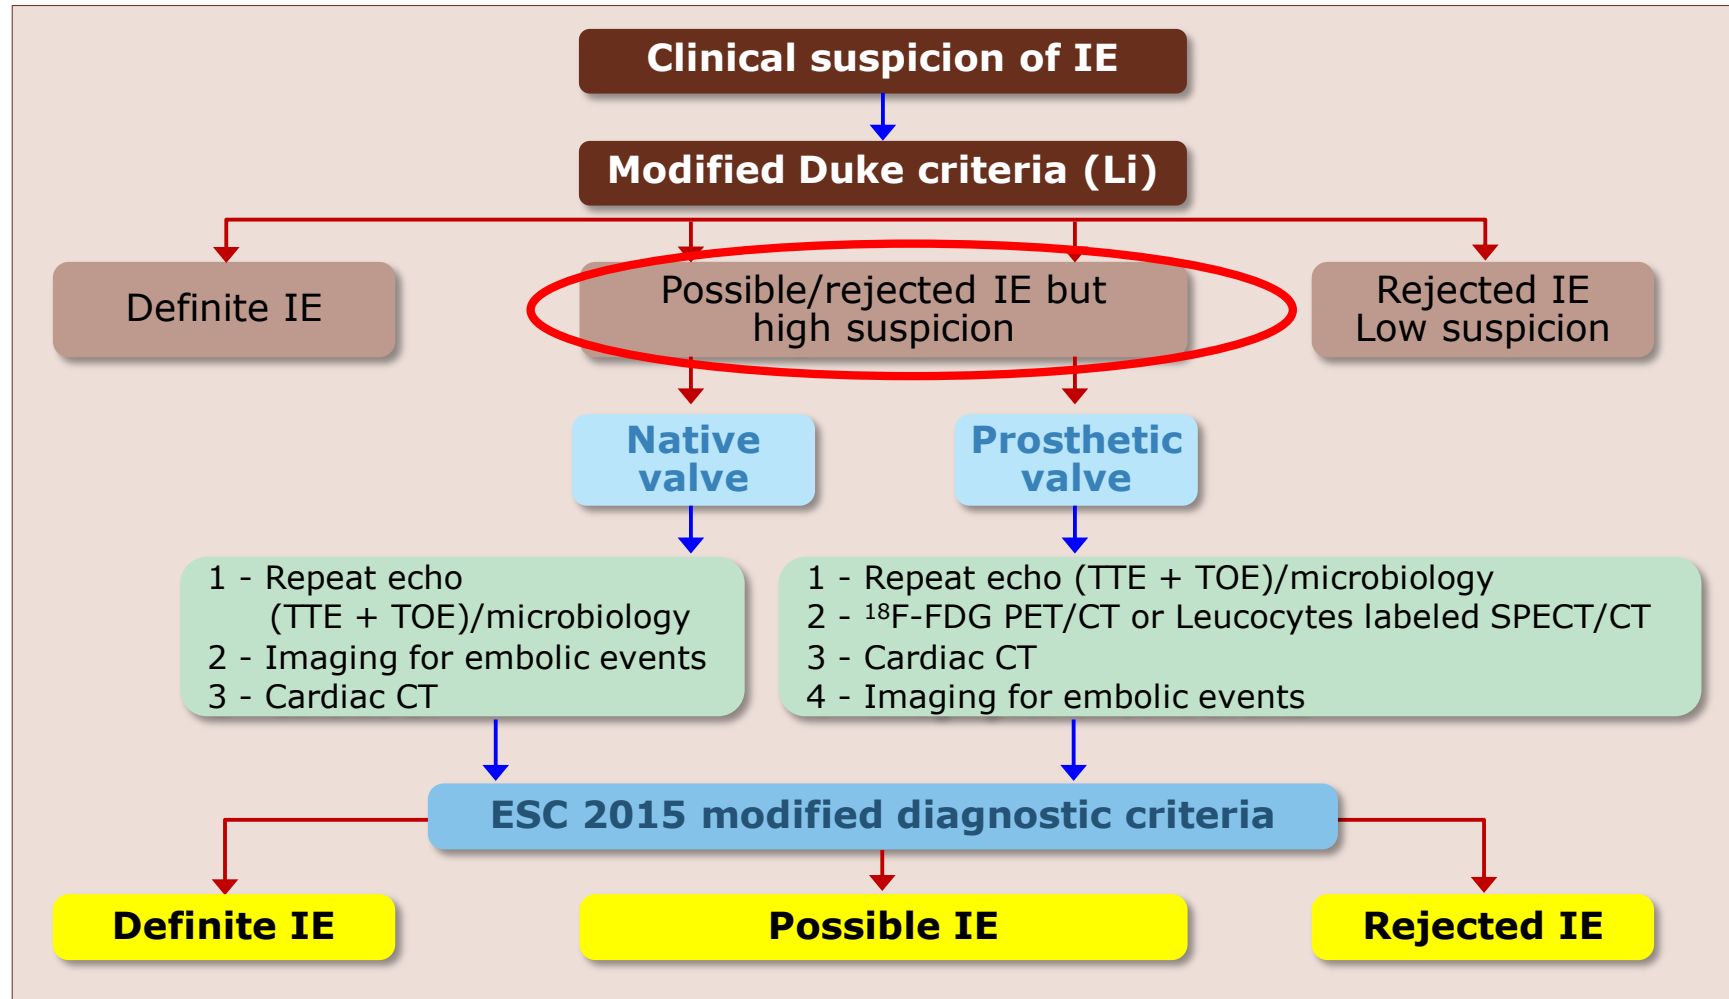 Clinical suspicion of IE
Modified Duke criteria (Li)
Definite IE
Possible/rejected IE but
high suspicion
Rejected IE
Low suspicion
Native
valve
Prosthetic
valve
1 - Repeat echo
(TTE + TOE)/microbiology
2 - Imaging for embolic events
3 - Cardiac CT
1 - Repeat echo (TTE + TOE)/microbiology
2 - ¹⁸F-FDG PET/CT or Leucocytes labeled SPECT/CT
3 - Cardiac CT
4 - Imaging for embolic events
ESC 2015 modified diagnostic criteria
Definite IE
Possible IE
Rejected IE